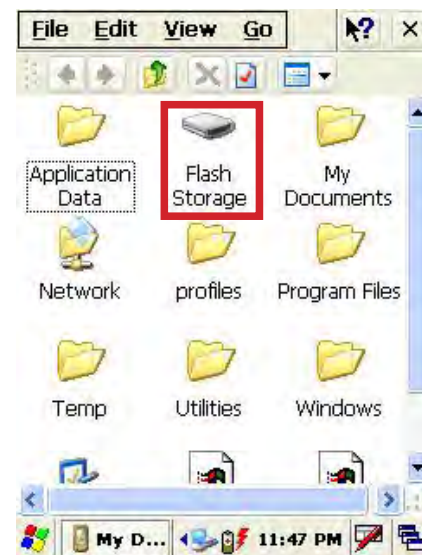 File Edit View Go ? ×
Application Data
Flash Storage
My Documents
Network
profiles
Program Files
Temp
Utilities
Windows
My D... 11:47 PM